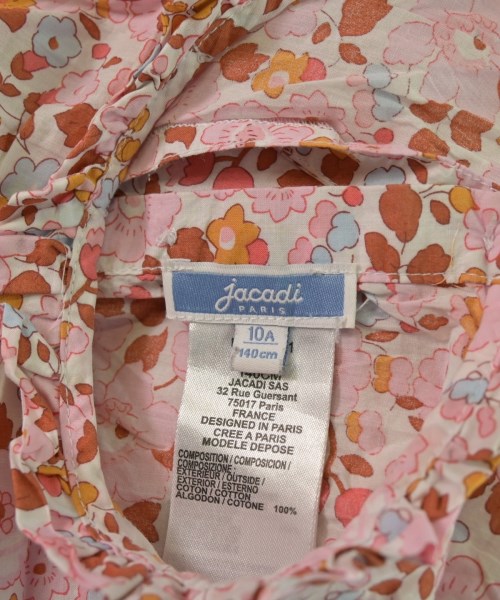 jacadi
PARIS
10A
140cm
140CM
JACADI SAS
32 Rue Guersant
75017 Paris
FRANCE
DESIGNED IN PARIS
CREE A PARIS
MODELE DEPOSE
COMPOSITION / COMPOSICION /
COMPOSIZIONE :
EXTERIEUR / OUTSIDE /
EXTERIOR / ESTERNO
COTON / COTTON
ALGODON / COTONE 100%